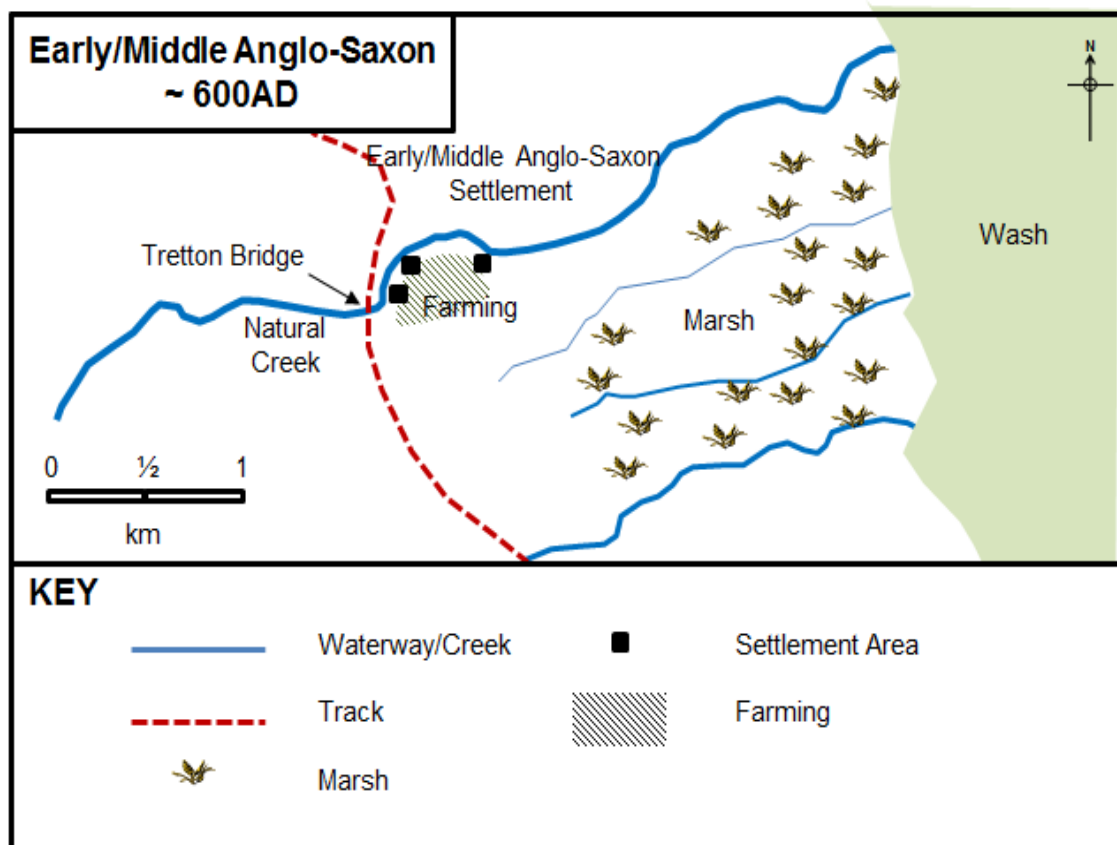 Early/Middle Anglo-Saxon
~ 600AD
N
Early/Middle Anglo-Saxon
Settlement
Wash
Tretton Bridge
Farming
Marsh
Natural
Creek
0 ½ 1
km
KEY
Waterway/Creek
Settlement Area
Track
Farming
Marsh